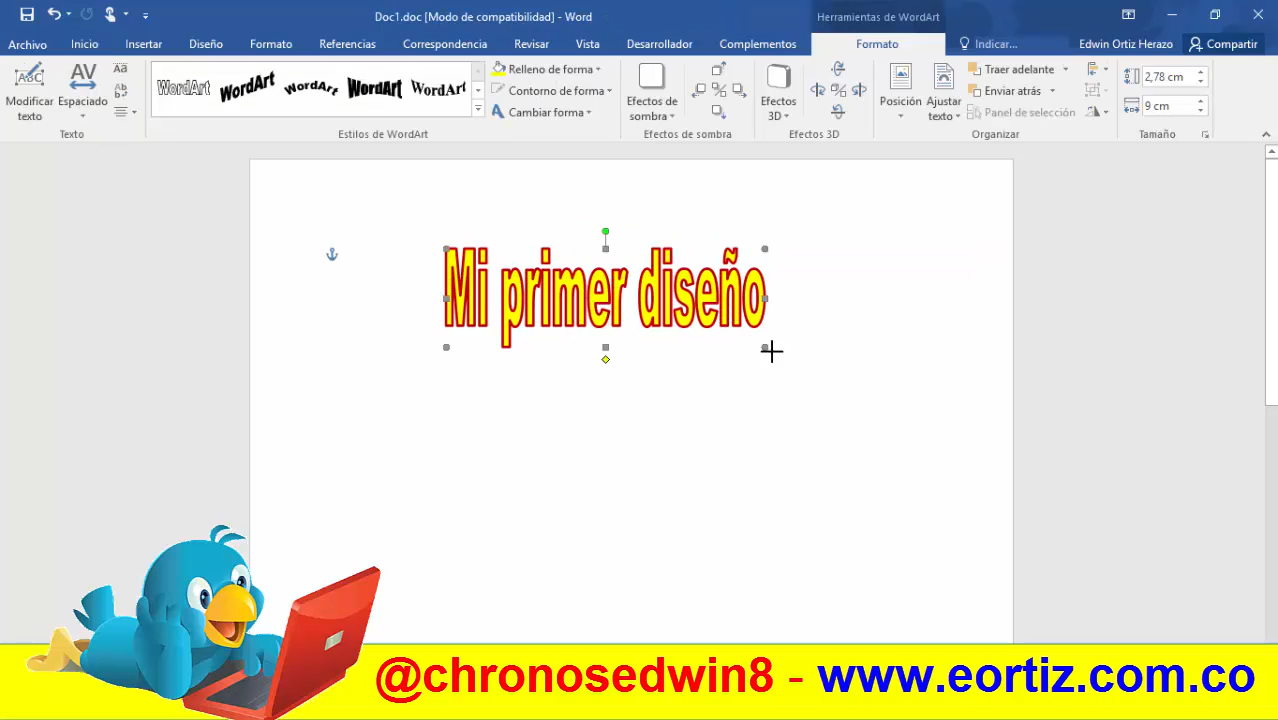 Doc1.doc [Modo de compatibilidad] - Word
Herramientas de WordArt
Archivo Inicio Insertar Diseño Formato Referencias Correspondencia Revisar Vista Desarrollador Complementos Formato Indicar... Edwin Ortiz Herazo Compartir
ABC
Modificar texto
AV
Espaciado
Aa
WordArt WordArt WordArt WordArt WordArt
Relleno de forma
Contorno de forma
Cambiar forma
Efectos de sombra
Efectos 3D
Posición
Ajustar texto
Traer adelante
Enviar atrás
Panel de selección
2,78 cm
9 cm
Texto Estilos de WordArt Efectos de sombra Efectos 3D Organizar Tamaño
Mi primer diseño
@chronosedwin8 - www.eortiz.com.co